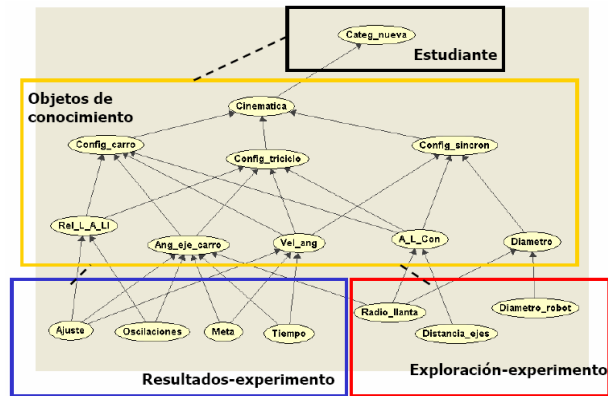 Categ_nueva
Estudiante
Objetos de
conocimiento
Cinematica
Config_carro
Config_triciclo
Config_sincron
Rel_L_A_Ll
Ang_eje_carro
Vel_ang
A_L_Con
Diametro
Ajuste
Oscilaciones
Meta
Tiempo
Radio_llanta
Distancia_ejes
Diametro_robot
Resultados-experimento
Exploración-experimento